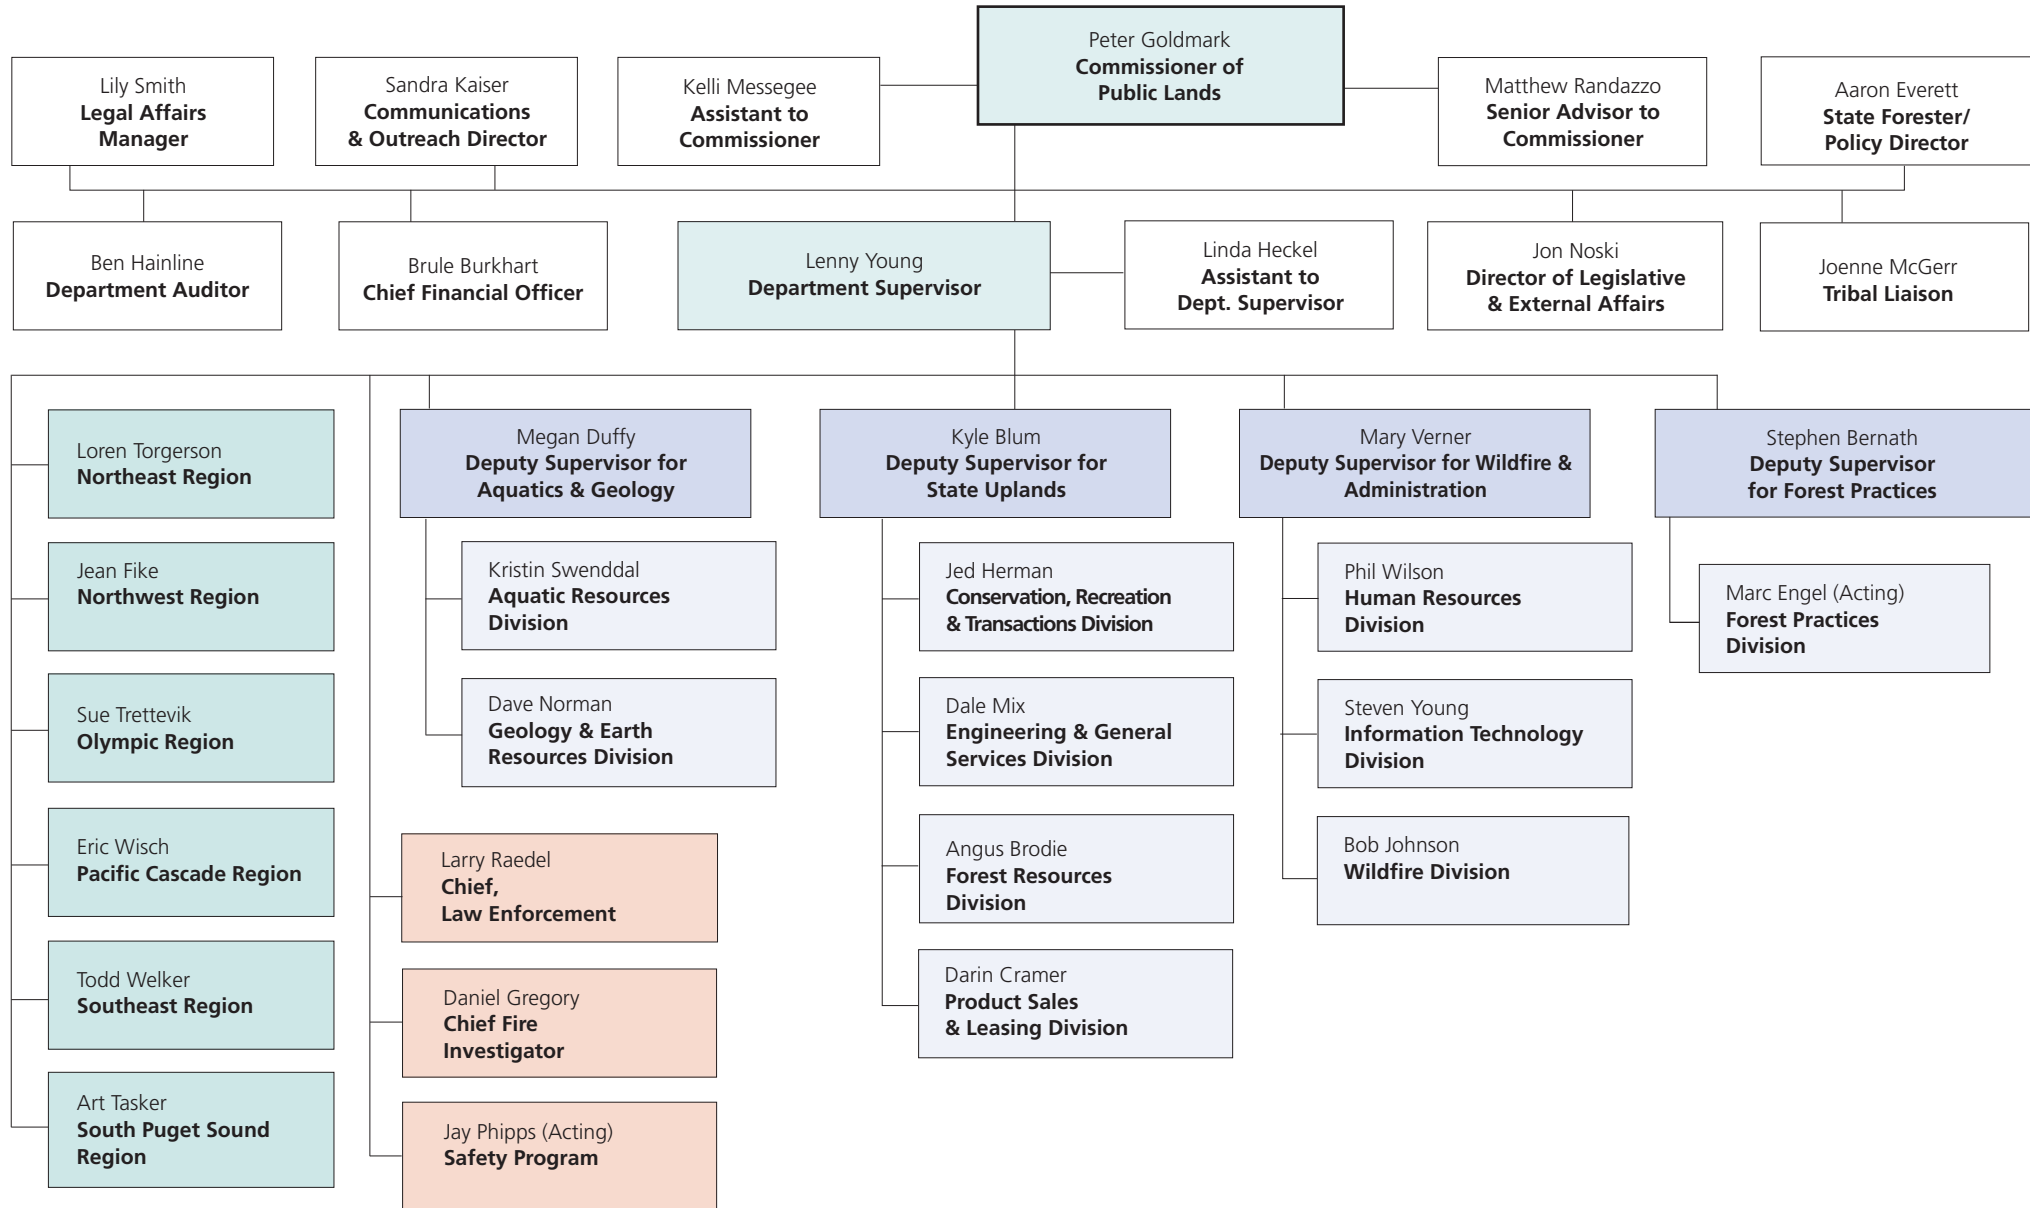 Peter Goldmark
Commissioner of
Public Lands
Lily Smith
Legal Affairs
Manager
Sandra Kaiser
Communications
& Outreach Director
Kelli Messegee
Assistant to
Commissioner
Matthew Randazzo
Senior Advisor to
Commissioner
Aaron Everett
State Forester/
Policy Director
Ben Hainline
Department Auditor
Brule Burkhart
Chief Financial Officer
Lenny Young
Department Supervisor
Linda Heckel
Assistant to
Dept. Supervisor
Jon Noski
Director of Legislative
& External Affairs
Joenne McGerr
Tribal Liaison
Loren Torgerson
Northeast Region
Jean Fike
Northwest Region
Sue Trettevik
Olympic Region
Eric Wisch
Pacific Cascade Region
Todd Welker
Southeast Region
Art Tasker
South Puget Sound
Region
Megan Duffy
Deputy Supervisor for
Aquatics & Geology
Kristin Swenddal
Aquatic Resources
Division
Dave Norman
Geology & Earth
Resources Division
Larry Raedel
Chief,
Law Enforcement
Daniel Gregory
Chief Fire
Investigator
Jay Phipps (Acting)
Safety Program
Kyle Blum
Deputy Supervisor for
State Uplands
Jed Herman
Conservation, Recreation
& Transactions Division
Dale Mix
Engineering & General
Services Division
Angus Brodie
Forest Resources
Division
Darin Cramer
Product Sales
& Leasing Division
Mary Verner
Deputy Supervisor for Wildfire &
Administration
Phil Wilson
Human Resources
Division
Steven Young
Information Technology
Division
Bob Johnson
Wildfire Division
Stephen Bernath
Deputy Supervisor
for Forest Practices
Marc Engel (Acting)
Forest Practices
Division